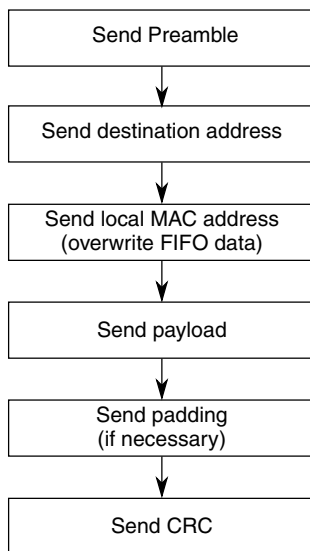 Send Preamble
Send destination address
Send local MAC address
(overwrite FIFO data)
Send payload
Send padding
(if necessary)
Send CRC